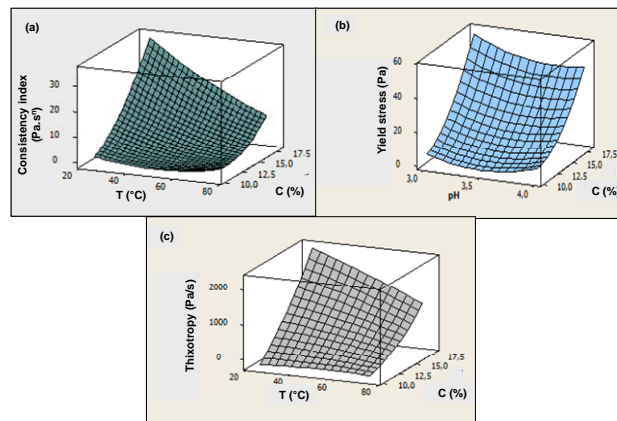 (a)
Consistency index
(Pa.sⁿ)
30
20
10
0
20
40
60
80
T (°C)
10,0
12,5
15,0
17.5
C (%)
(b)
Yield stress (Pa)
60
40
20
0
3,0
3,5
4,0
pH
10,0
12,5
15,0
17,5
C (%)
(c)
Thixotropy (Pa/s)
2000
1000
0
20
40
60
80
T (°C)
10,0
12,5
15,0
17,5
C (%)